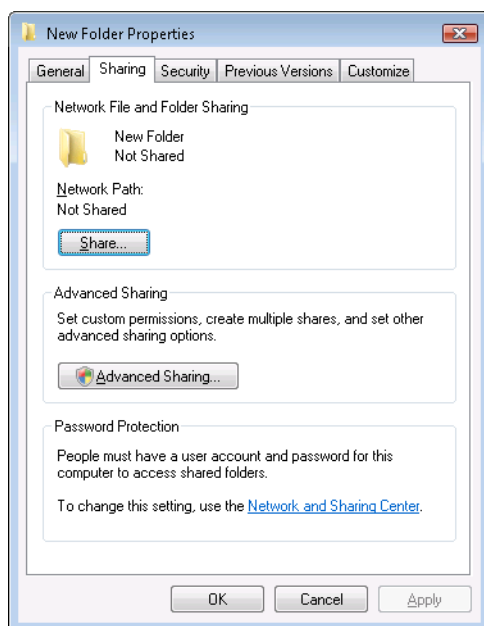 New Folder Properties
General Sharing Security Previous Versions Customize
Network File and Folder Sharing
New Folder
Not Shared
Network Path:
Not Shared
Share...
Advanced Sharing
Set custom permissions, create multiple shares, and set other
advanced sharing options.
Advanced Sharing...
Password Protection
People must have a user account and password for this
computer to access shared folders.
To change this setting, use the Network and Sharing Center.
OK Cancel Apply